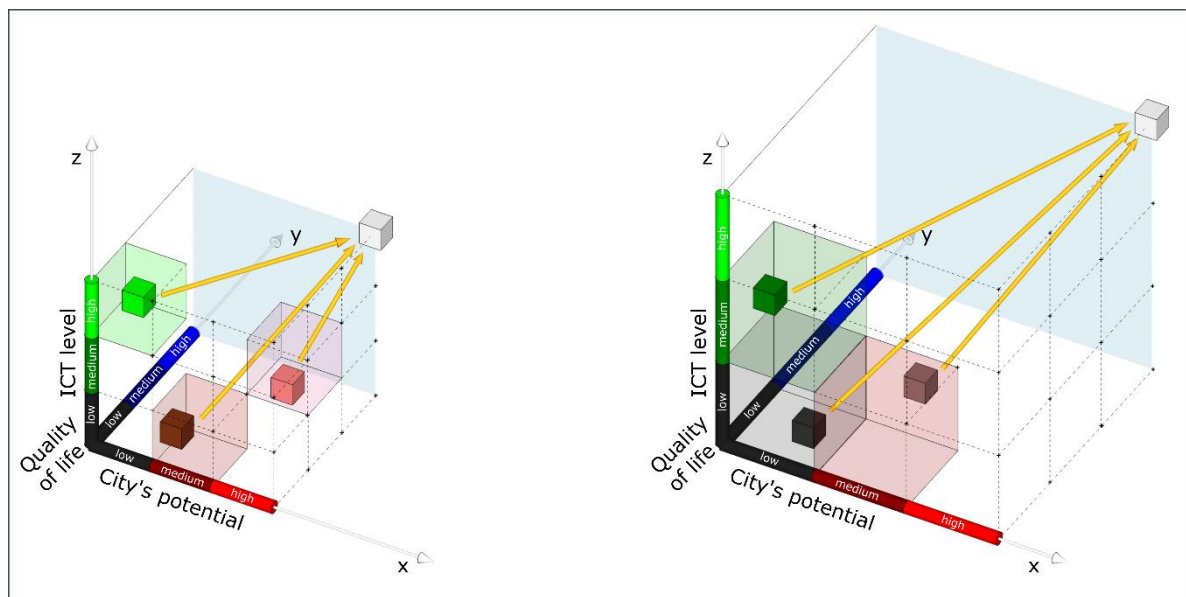 z
y
high
medium
low
ICT level
high
medium
low
Quality
of life
low
medium
high
City's potential
x
z
y
high
medium
low
ICT level
high
medium
low
Quality
of life
low
medium
high
City's potential
x